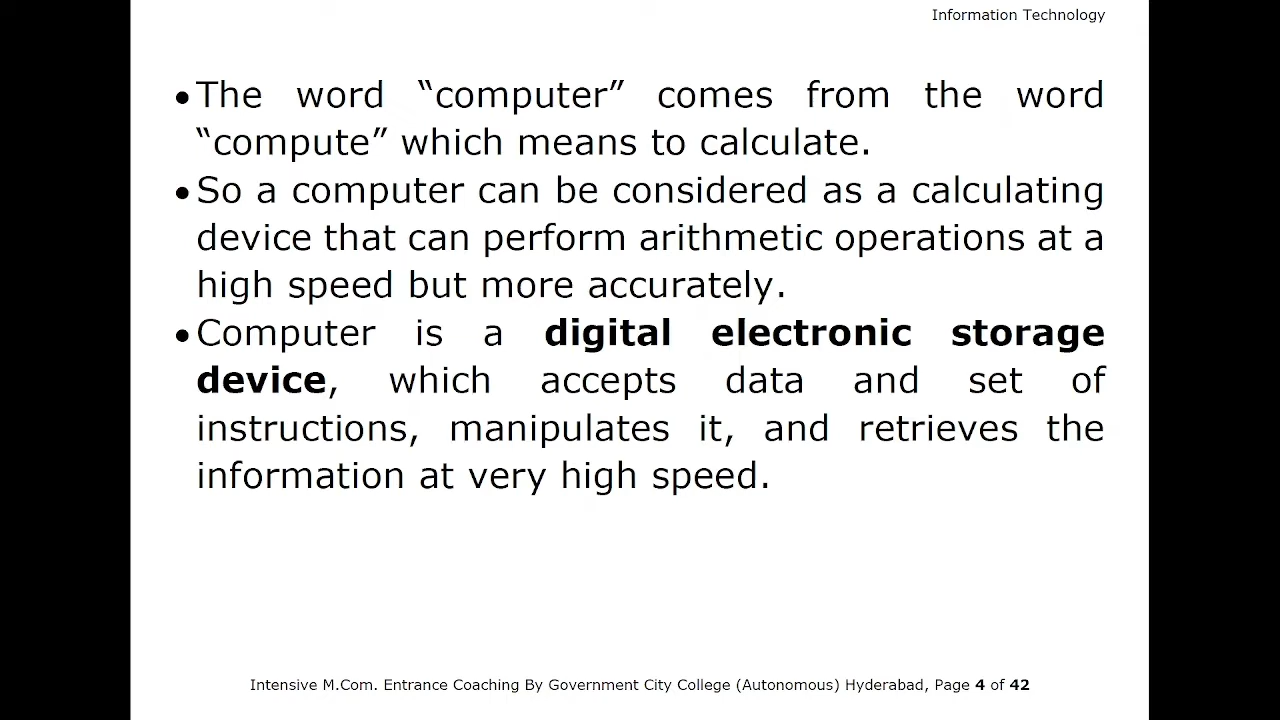 Information Technology
•The word “computer” comes from the word
“compute” which means to calculate.
•So a computer can be considered as a calculating
device that can perform arithmetic operations at a
high speed but more accurately.
•Computer is a digital electronic storage
device, which accepts data and set of
instructions, manipulates it, and retrieves the
information at very high speed.
Intensive M.Com. Entrance Coaching By Government City College (Autonomous) Hyderabad, Page 4 of 42